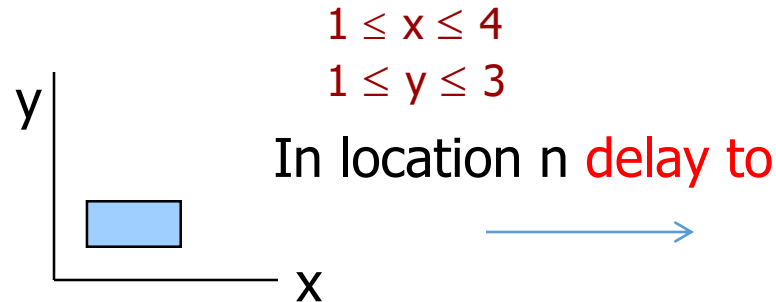 1 ≤ x ≤ 4
1 ≤ y ≤ 3
y
In location n delay to
x